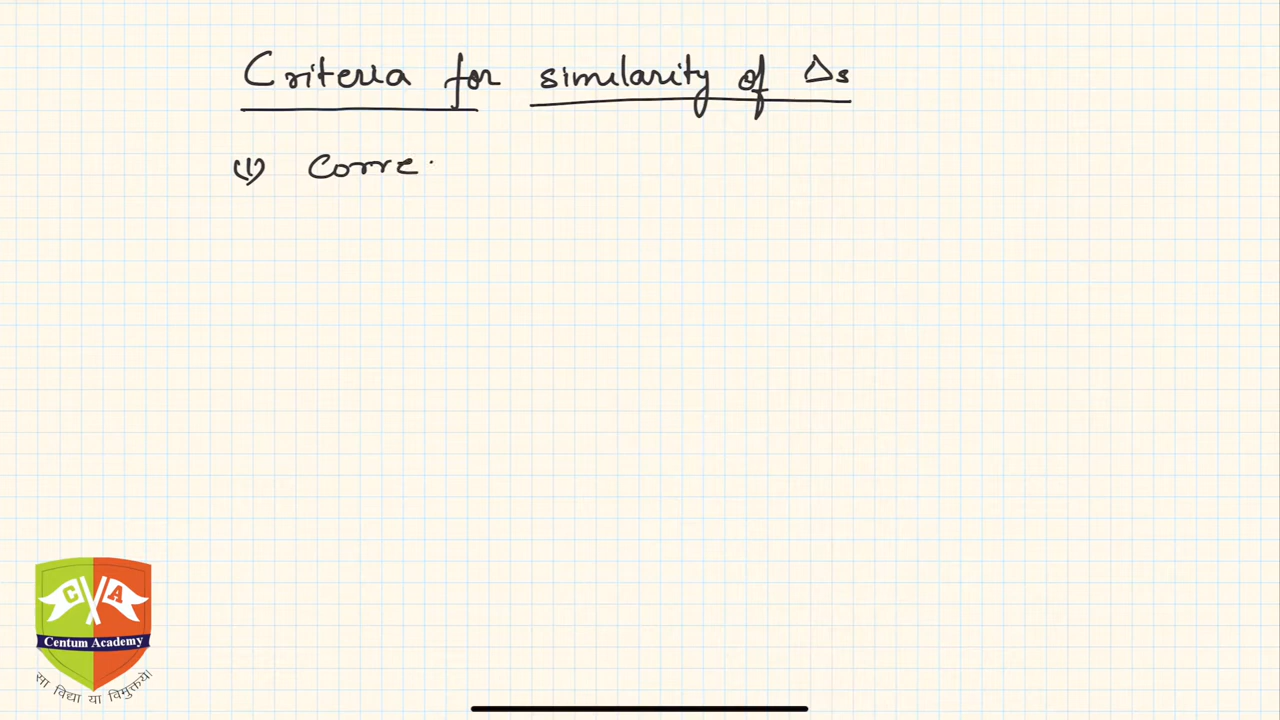 Criteria for similarity of Δs
(1) Corre
C A
Centum Academy
सा विद्या या विमुक्तये।